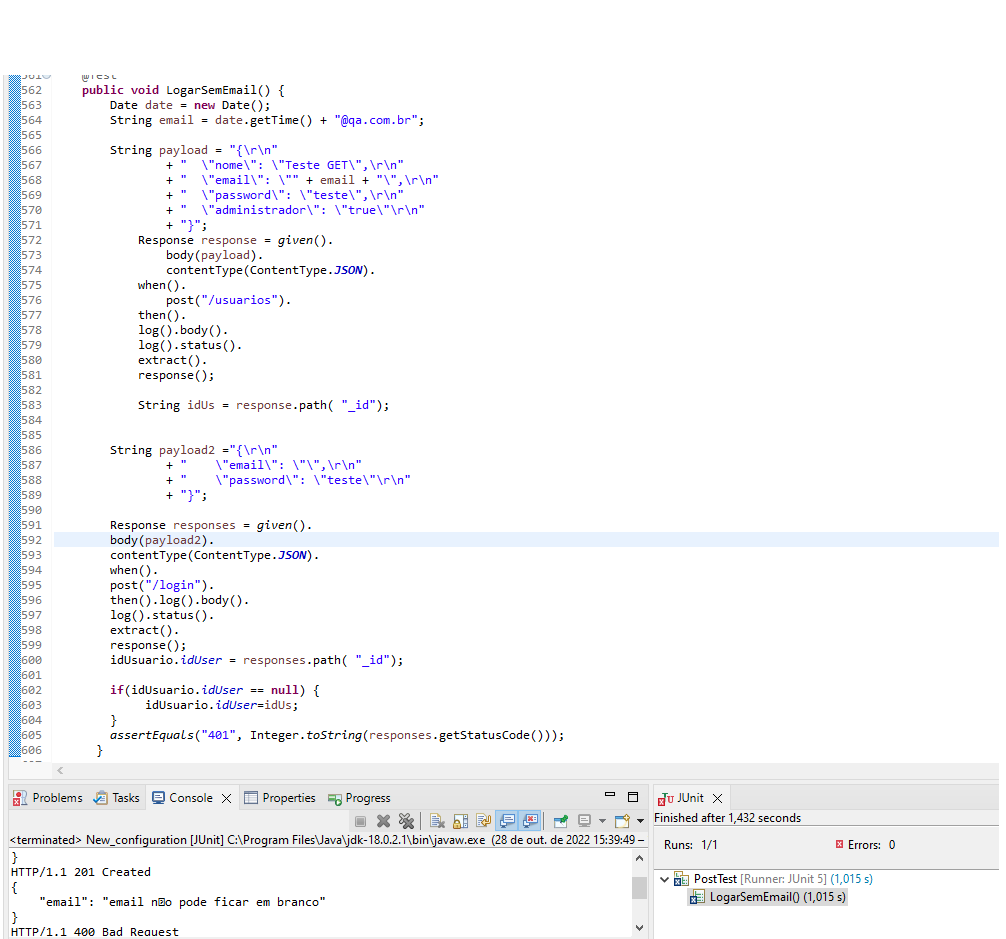 561 @Test
562 public void LogarSemEmail() {
563 Date date = new Date();
564 String email = date.getTime() + "@qa.com.br";
565
566 String payload = "{\r\n"
567 + "  \"nome\": \"Teste GET\",\r\n"
568 + "  \"email\": \"" + email + "\",\r\n"
569 + "  \"password\": \"teste\",\r\n"
570 + "  \"administrador\": \"true\"\r\n"
571 + "}";
572 Response response = given().
573 body(payload).
574 contentType(ContentType.JSON).
575 when().
576 post("/usuarios").
577 then().
578 log().body().
579 log().status().
580 extract().
581 response();
582
583 String idUs = response.path( "_id");
584
585
586 String payload2 ="{\r\n"
587 + "    \"email\": \"\",\r\n"
588 + "    \"password\": \"teste\"\r\n"
589 + "}";
590
591 Response responses = given().
592 body(payload2).
593 contentType(ContentType.JSON).
594 when().
595 post("/login").
596 then().log().body().
597 log().status().
598 extract().
599 response();
600 idUsuario.idUser = responses.path( "_id");
601
602 if(idUsuario.idUser == null) {
603 idUsuario.idUser=idUs;
604 }
605 assertEquals("401", Integer.toString(responses.getStatusCode()));
606 }
Problems Tasks Console Properties Progress
<terminated> New_configuration [JUnit] C:\Program Files\Java\jdk-18.0.2.1\bin\javaw.exe (28 de out. de 2022 15:39:49 –
}
HTTP/1.1 201 Created
{
"email": "email n�o pode ficar em branco"
}
HTTP/1.1 400 Bad Request
JUnit
Finished after 1,432 seconds
Runs: 1/1 Errors: 0
PostTest [Runner: JUnit 5] (1,015 s)
LogarSemEmail() (1,015 s)